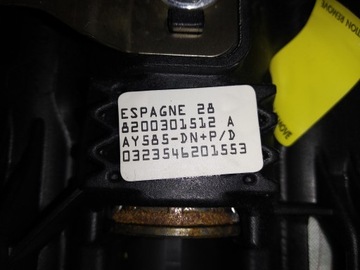 ESPAGNE 28
8200301512 A
AY585-DN+P/D
0323546201553